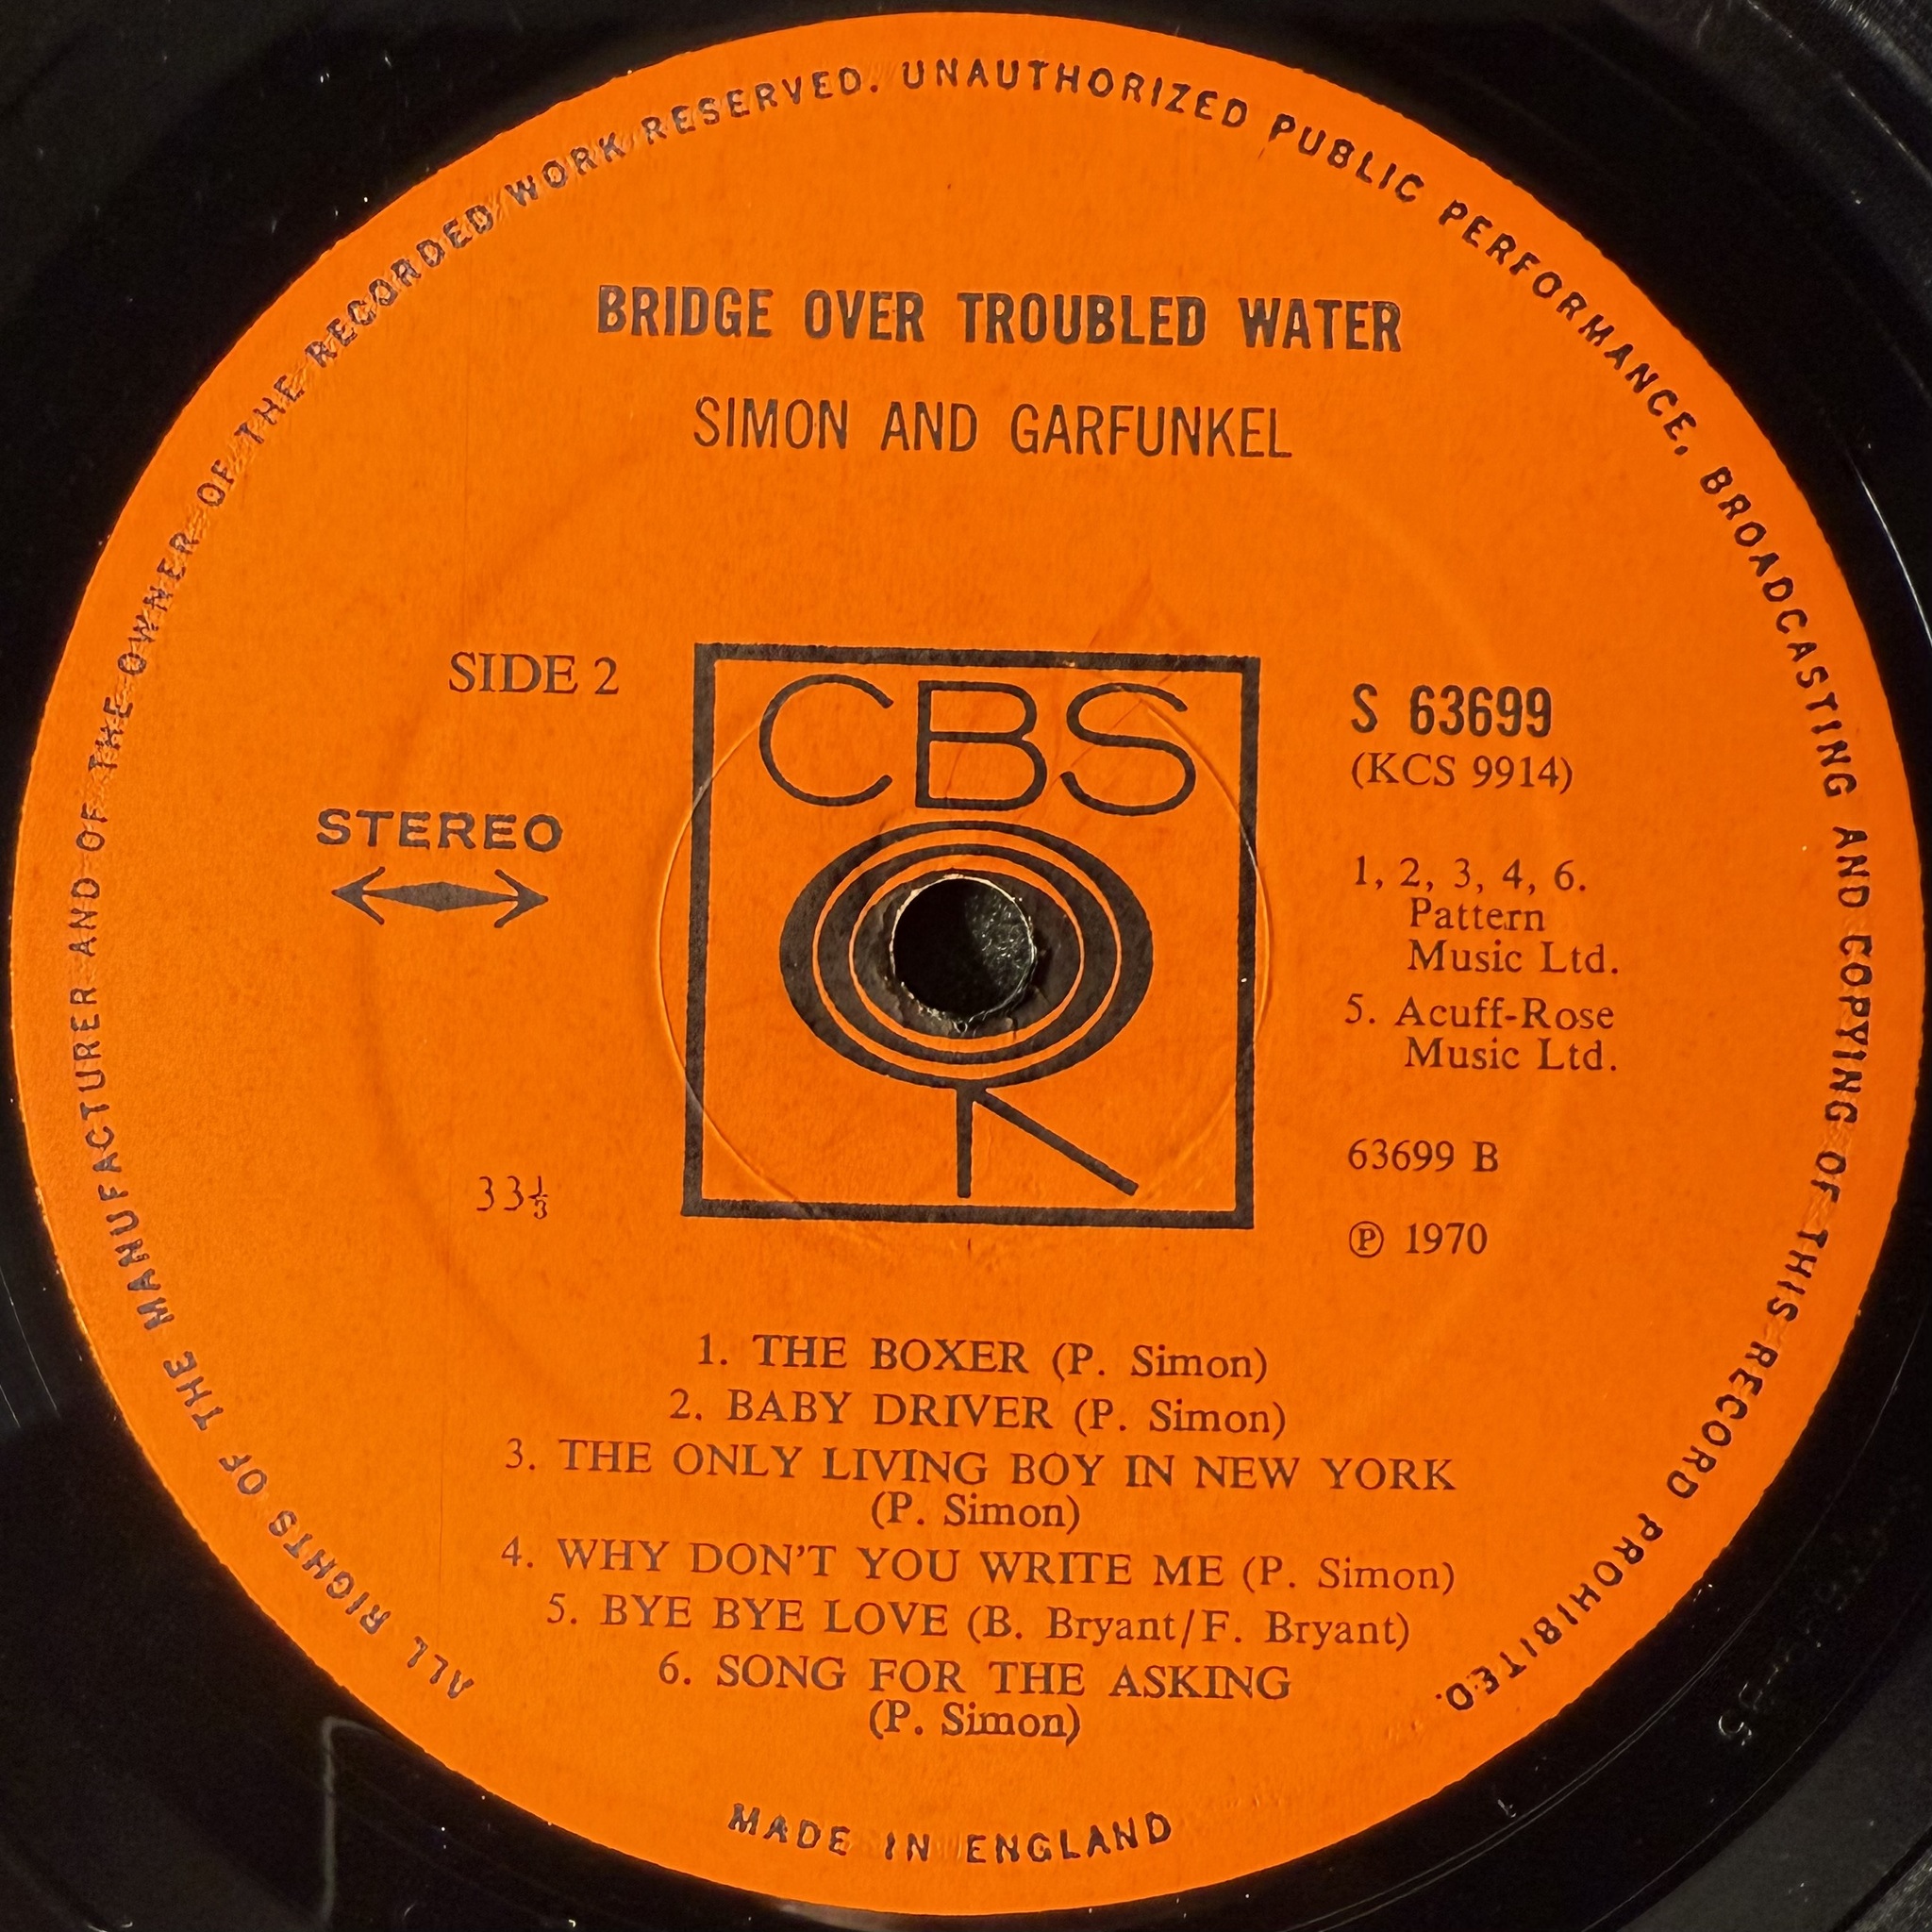 ALL RIGHTS OF THE MANUFACTURER AND OF THE OWNER OF THE RECORDED WORK RESERVED. UNAUTHORIZED PUBLIC PERFORMANCE, BROADCASTING AND COPYING OF THIS RECORD PROHIBITED.
BRIDGE OVER TROUBLED WATER
SIMON AND GARFUNKEL
SIDE 2
STEREO
33⅓
CBS
S 63699
(KCS 9914)
1, 2, 3, 4, 6.
Pattern
Music Ltd.
5. Acuff-Rose
Music Ltd.
63699 B
℗ 1970
1. THE BOXER (P. Simon)
2. BABY DRIVER (P. Simon)
3. THE ONLY LIVING BOY IN NEW YORK
(P. Simon)
4. WHY DON'T YOU WRITE ME (P. Simon)
5. BYE BYE LOVE (B. Bryant/F. Bryant)
6. SONG FOR THE ASKING
(P. Simon)
MADE IN ENGLAND